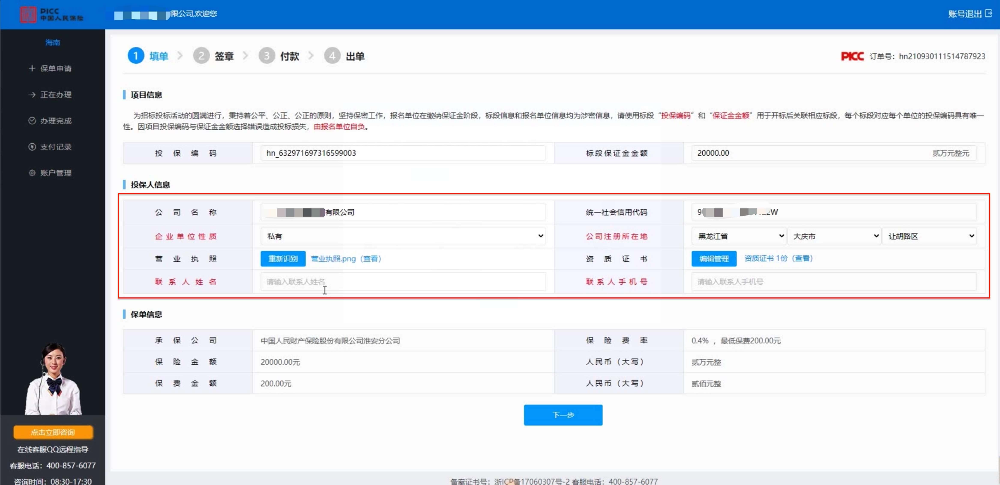 PICC
中国人民保险
限公司,欢迎您
账号退出
海南
保单申请
正在办理
办理完成
支付记录
账户管理
1 填单 2 签章 3 付款 4 出单
PICC 订单号：hn210930111514787923
项目信息
为招标投标活动的圆满进行，秉持着公平、公正、公正的原则，坚持保密工作，报名单位在缴纳保证金阶段，标段信息和报名单位信息均为涉密信息，请使用标段“投保编码”和“保证金金额”用于开标后关联相应标段，每个标段对应每个单位的投保编码具有唯一
性。因项目投保编码与保证金金额选择错误造成投标损失，由报名单位自负。
投保编码 hn_632971697316599003 标段保证金金额 20000.00 贰万元整元
投保人信息
公司名称 有限公司 统一社会信用代码 9 2W
企业单位性质 私有 公司注册所在地 黑龙江省 大庆市 让胡路区
营业执照 重新识别 营业执照.png（查看） 资质证书 编辑管理 资质证书 1份（查看）
联系人姓名 请输入联系人姓名 联系人手机号 请输入联系人手机号
保单信息
承保公司 中国人民财产保险股份有限公司淮安分公司 保险费率 0.4% ，最低保费200.00元
保险金额 20000.00元 人民币（大写） 贰万元整
保费金额 200.00元 人民币（大写） 贰佰元整
下一步
点击立即咨询
在线客服QQ远程指导
客服电话：400-857-6077
咨询时间：08:30-17:30
备案证书号：浙ICP备17060307号-2 客服电话：400-857-6077